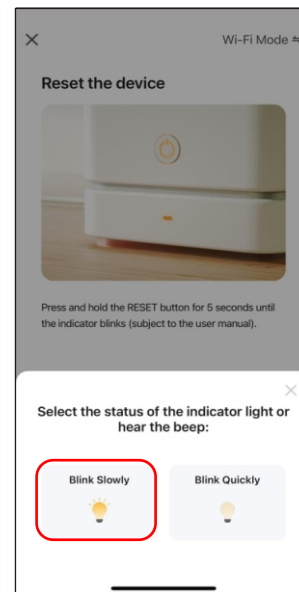 Wi-Fi Mode
Reset the device
Press and hold the RESET button for 5 seconds until
the indicator blinks (subject to the user manual).
Select the status of the indicator light or
hear the beep:
Blink Slowly
Blink Quickly